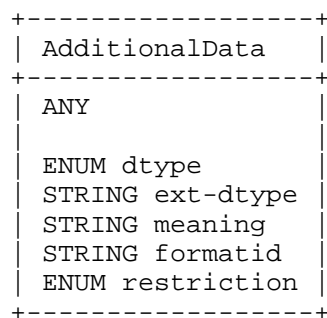 +------------------+
| AdditionalData   |
+------------------+
| ANY              |
|                  |
| ENUM dtype       |
| STRING ext-dtype |
| STRING meaning   |
| STRING formatid  |
| ENUM restriction |
+------------------+